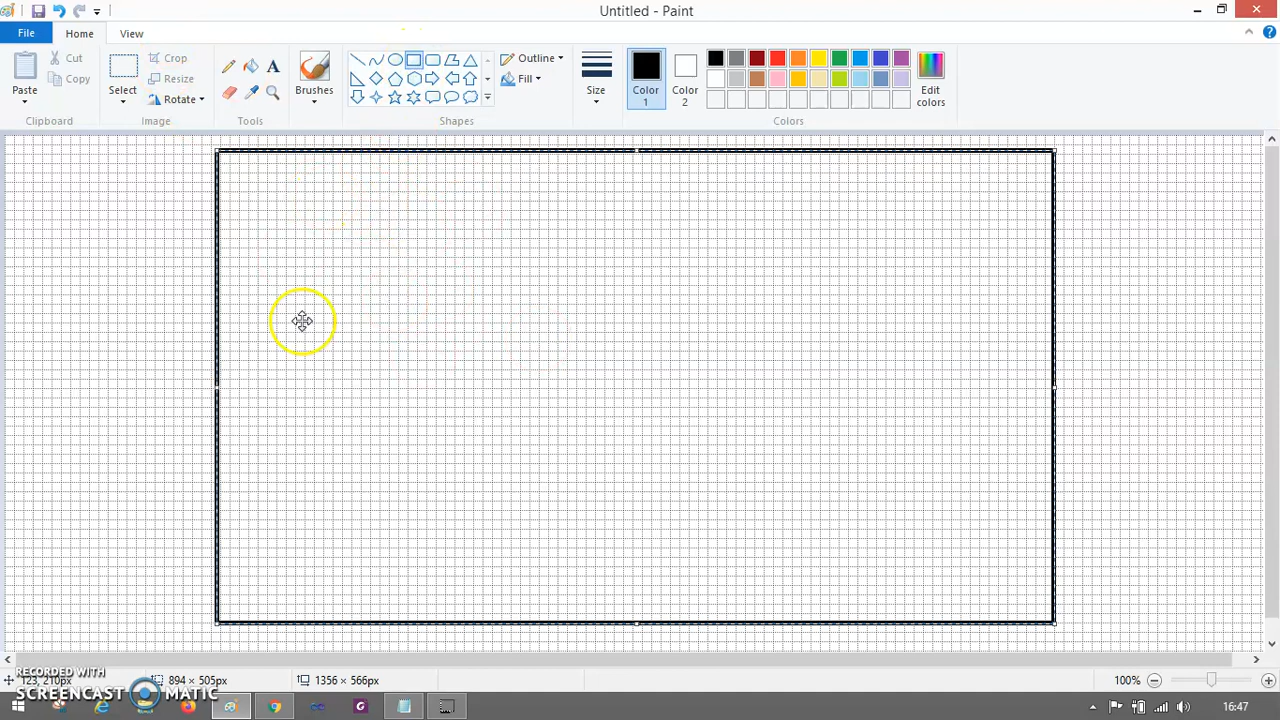 Untitled - Paint
File
Home
View
Paste
Cut
Copy
Clipboard
Select
Crop
Resize
Rotate
Image
Tools
Brushes
Shapes
Outline
Fill
Size
Color 1
Color 2
Edit colors
Colors
RECORDED WITH
SCREENCAST MATIC
123, 210px
894 × 505px
1356 × 566px
100%
16:47